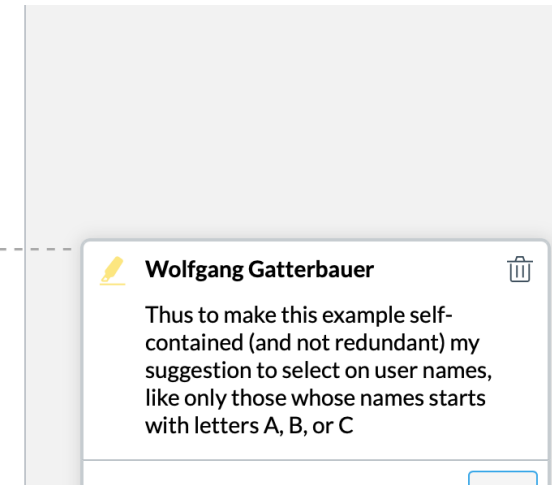 Wolfgang Gatterbauer
Thus to make this example self-
contained (and not redundant) my
suggestion to select on user names,
like only those whose names starts
with letters A, B, or C